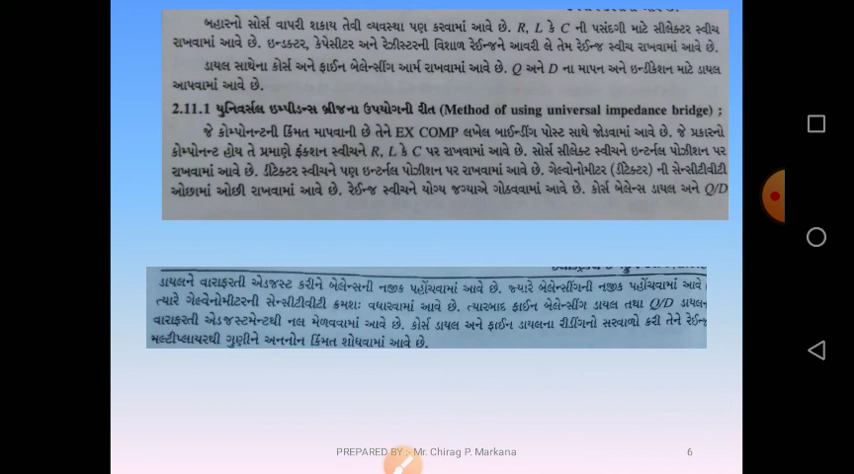 બહારનો સોર્સ વાપરી શકાય તેવી વ્યવસ્થા પણ કરવામાં આવે છે. R, L કે C ની પસંદગી માટે સીલેક્ટર સ્વીચ
રાખવામાં આવે છે. ઇન્ડક્ટર, કેપેસીટર અને રેઝીસ્ટરની વિશાળ રેઈન્જને આવરી લે તેમ રેઈન્જ સ્વીચ રાખવામાં આવે છે.
ડાયલ સાથેના કોર્સ અને ફાઈન બેલેન્સીંગ આર્મ રાખવામાં આવે છે. Q અને D ના માપન અને ઇન્ડીકેશન માટે ડાયલ
આપવામાં આવે છે.
2.11.1 યુનિવર્સલ ઇમ્પીડન્સ બ્રીજના ઉપયોગની રીત (Method of using universal impedance bridge) ;
જે કોમ્પોનન્ટની કિંમત માપવાની છે તેને EX COMP લખેલ બાઈન્ડીંગ પોસ્ટ સાથે જોડવામાં આવે છે. જે પ્રકારનો
કોમ્પોનન્ટ હોય તે પ્રમાણે ફંક્શન સ્વીચને R, L કે C પર રાખવામાં આવે છે. સોર્સ સીલેક્ટ સ્વીચને ઇન્ટર્નલ પોઝીશન પર
રાખવામાં આવે છે. ડીટેક્ટર સ્વીચને પણ ઇન્ટર્નલ પોઝીશન પર રાખવામાં આવે છે. ગેલ્વેનોમીટર (ડીટેક્ટર) ની સેન્સીટીવીટી
ઓછામાં ઓછી રાખવામાં આવે છે. રેઈન્જ સ્વીચને યોગ્ય જગ્યાએ ગોઠવવામાં આવે છે. કોર્સ બેલેન્સ ડાયલ અને Q/D
ડાયલને વારાફરતી એડજસ્ટ કરીને બેલેન્સની નજીક પહોંચવામાં આવે છે. જ્યારે બેલેન્સીંગની નજીક પહોંચવામાં આવે
ત્યારે ગેલ્વેનોમીટરની સેન્સીટીવીટી ક્રમશઃ વધારવામાં આવે છે. ત્યારબાદ ફાઈન બેલેન્સીંગ ડાયલ તથા Q/D ડાયલન
વારાફરતી એડજસ્ટમેન્ટથી નલ મેળવવામાં આવે છે. કોર્સ ડાયલ અને ફાઈન ડાયલના રીડીંગનો સરવાળો કરી તેને રેઈન્જ
મલ્ટીપ્લાયરથી ગુણીને અનનોન કિંમત શોધવામાં આવે છે.
PREPARED BY :- Mr. Chirag P. Markana
6